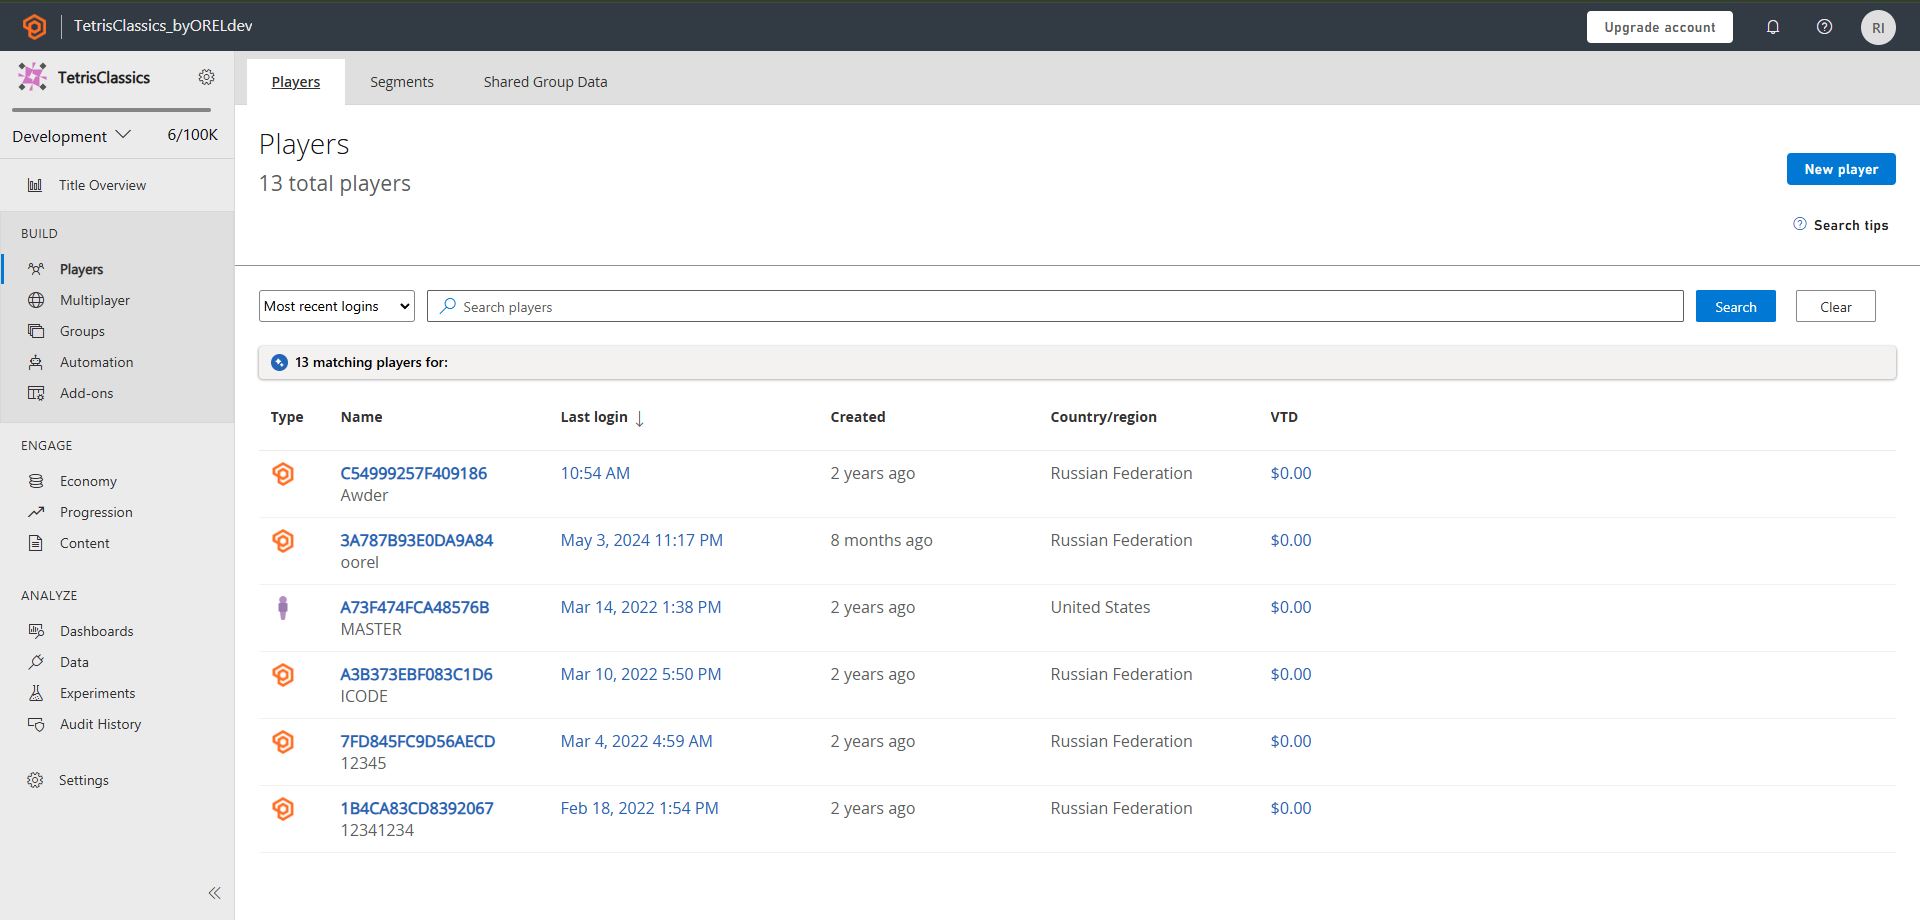 TetrisClassics_byORELdev
Upgrade account
RI
TetrisClassics
Development
6/100K
Title Overview
BUILD
Players
Multiplayer
Groups
Automation
Add-ons
ENGAGE
Economy
Progression
Content
ANALYZE
Dashboards
Data
Experiments
Audit History
Settings
Players Segments Shared Group Data
Players
13 total players
New player
Search tips
Most recent logins Search players Search Clear
13 matching players for:
Type Name Last login Created Country/region VTD
C54999257F409186 10:54 AM 2 years ago Russian Federation $0.00
Awder
3A787B93E0DA9A84 May 3, 2024 11:17 PM 8 months ago Russian Federation $0.00
oorel
A73F474FCA48576B Mar 14, 2022 1:38 PM 2 years ago United States $0.00
MASTER
A3B373EBF083C1D6 Mar 10, 2022 5:50 PM 2 years ago Russian Federation $0.00
ICODE
7FD845FC9D56AECD Mar 4, 2022 4:59 AM 2 years ago Russian Federation $0.00
12345
1B4CA83CD8392067 Feb 18, 2022 1:54 PM 2 years ago Russian Federation $0.00
12341234